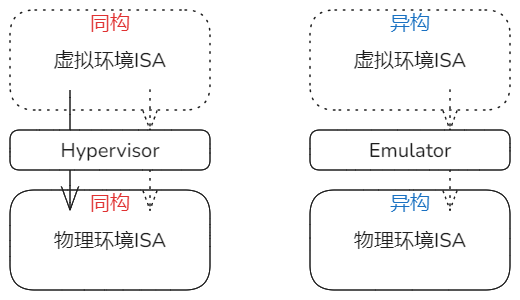 同构
虚拟环境ISA
Hypervisor
同构
物理环境ISA
异构
虚拟环境ISA
Emulator
异构
物理环境ISA